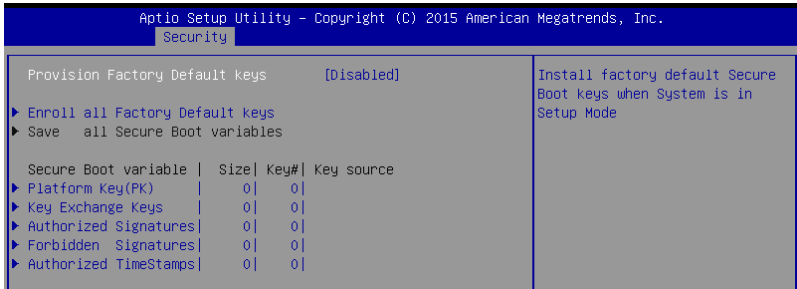 Aptio Setup Utility – Copyright (C) 2015 American Megatrends, Inc.
Security
Provision Factory Default keys [Disabled]
Enroll all Factory Default keys
Save all Secure Boot variables
Secure Boot variable | Size| Key#| Key source
Platform Key(PK) | 0| 0|
Key Exchange Keys | 0| 0|
Authorized Signatures| 0| 0|
Forbidden Signatures| 0| 0|
Authorized TimeStamps| 0| 0|
Install factory default Secure
Boot keys when System is in
Setup Mode